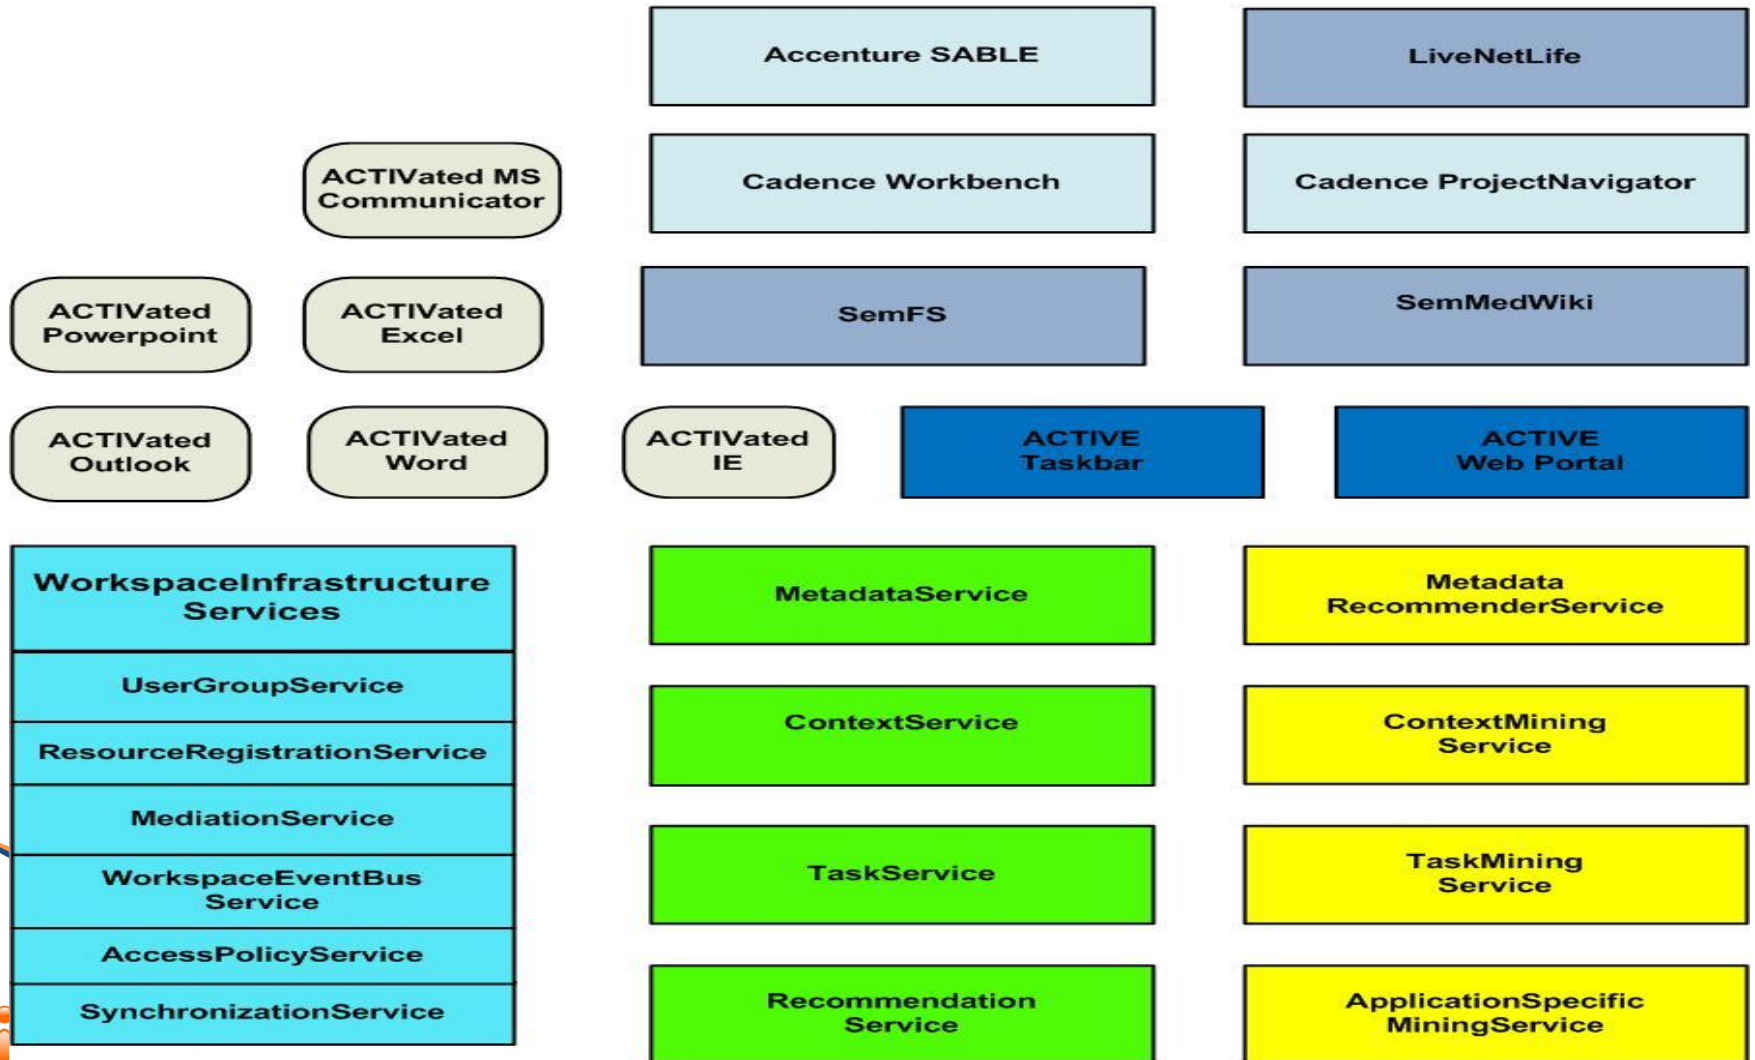 Accenture SABLE
LiveNetLife
ACTIVated MS
Communicator
Cadence Workbench
Cadence ProjectNavigator
ACTIVated
Powerpoint
ACTIVated
Excel
SemFS
SemMedWiki
ACTIVated
Outlook
ACTIVated
Word
ACTIVated
IE
ACTIVE
Taskbar
ACTIVE
Web Portal
WorkspaceInfrastructure
Services
UserGroupService
ResourceRegistrationService
MediationService
WorkspaceEventBus
Service
AccessPolicyService
SynchronizationService
MetadataService
ContextService
TaskService
Recommendation
Service
Metadata
RecommenderService
ContextMining
Service
TaskMining
Service
ApplicationSpecific
MiningService